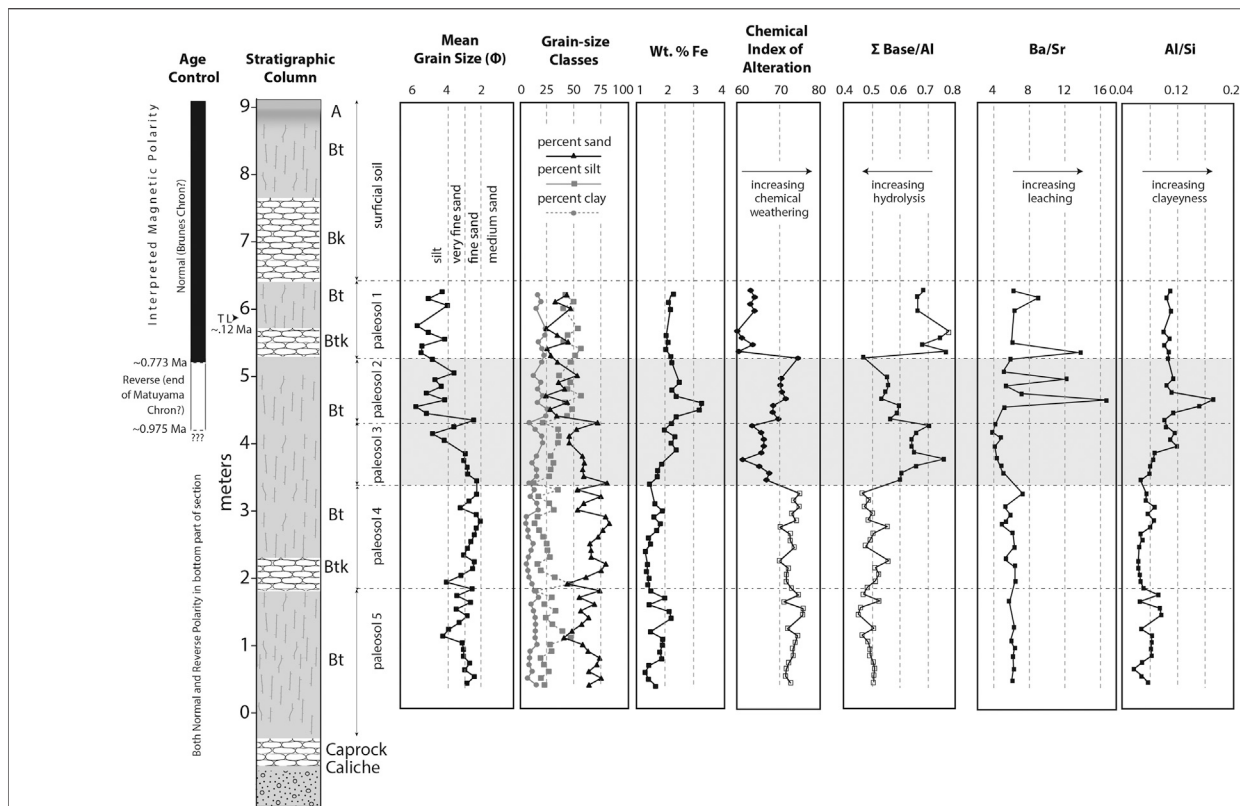 Age
Control
Stratigraphic
Column
Mean
Grain Size (Φ)
Grain-size
Classes
Wt. % Fe
Chemical
Index of
Alteration
Σ Base/Al
Ba/Sr
Al/Si
6 4 2
0 25 50 75 100
1 2 3 4
60 70 80
0.4 0.5 0.6 0.7 0.8
4 8 12 16 0
0.04 0.12 0.2
Interpreted Magnetic Polarity
Normal (Brunes Chron?)
TL
~.12 Ma
~0.773 Ma
Reverse (end
of Matuyama
Chron?)
~0.975 Ma
???
Both Normal and Reverse Polarity in bottom part of section
meters
9
8
7
6
5
4
3
2
1
0
A
Bt
Bk
Bt
Btk
Bt
Bt
Btk
Bt
Caprock
Caliche
surficial soil
paleosol 1
paleosol 2
paleosol 3
paleosol 4
paleosol 5
silt
very fine sand
fine sand
medium sand
percent sand
percent silt
percent clay
increasing
chemical
weathering
increasing
hydrolysis
increasing
leaching
increasing
clayeyness